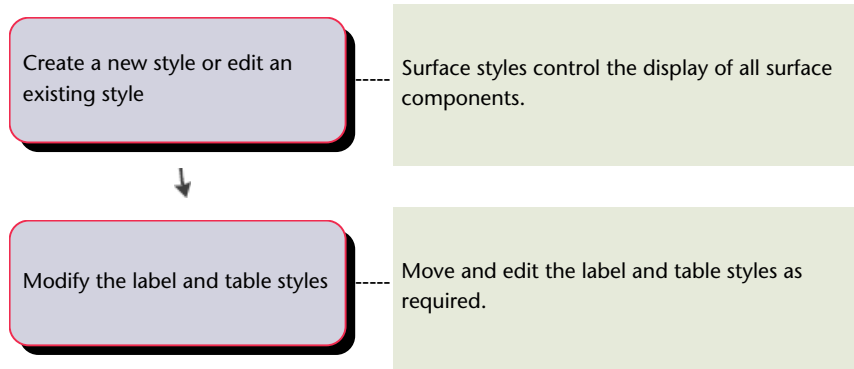 Create a new style or edit an
existing style
Surface styles control the display of all surface
components.
Modify the label and table styles
Move and edit the label and table styles as
required.